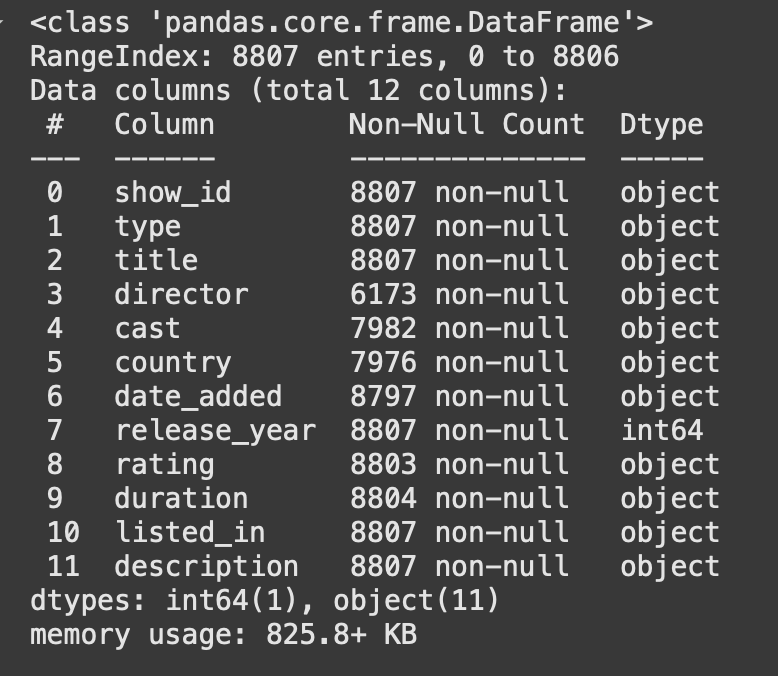 <class 'pandas.core.frame.DataFrame'>
RangeIndex: 8807 entries, 0 to 8806
Data columns (total 12 columns):
 #   Column        Non-Null Count  Dtype
---  ------        --------------  -----
 0   show_id       8807 non-null   object
 1   type          8807 non-null   object
 2   title         8807 non-null   object
 3   director      6173 non-null   object
 4   cast          7982 non-null   object
 5   country       7976 non-null   object
 6   date_added    8797 non-null   object
 7   release_year  8807 non-null   int64
 8   rating        8803 non-null   object
 9   duration      8804 non-null   object
 10  listed_in     8807 non-null   object
 11  description   8807 non-null   object
dtypes: int64(1), object(11)
memory usage: 825.8+ KB